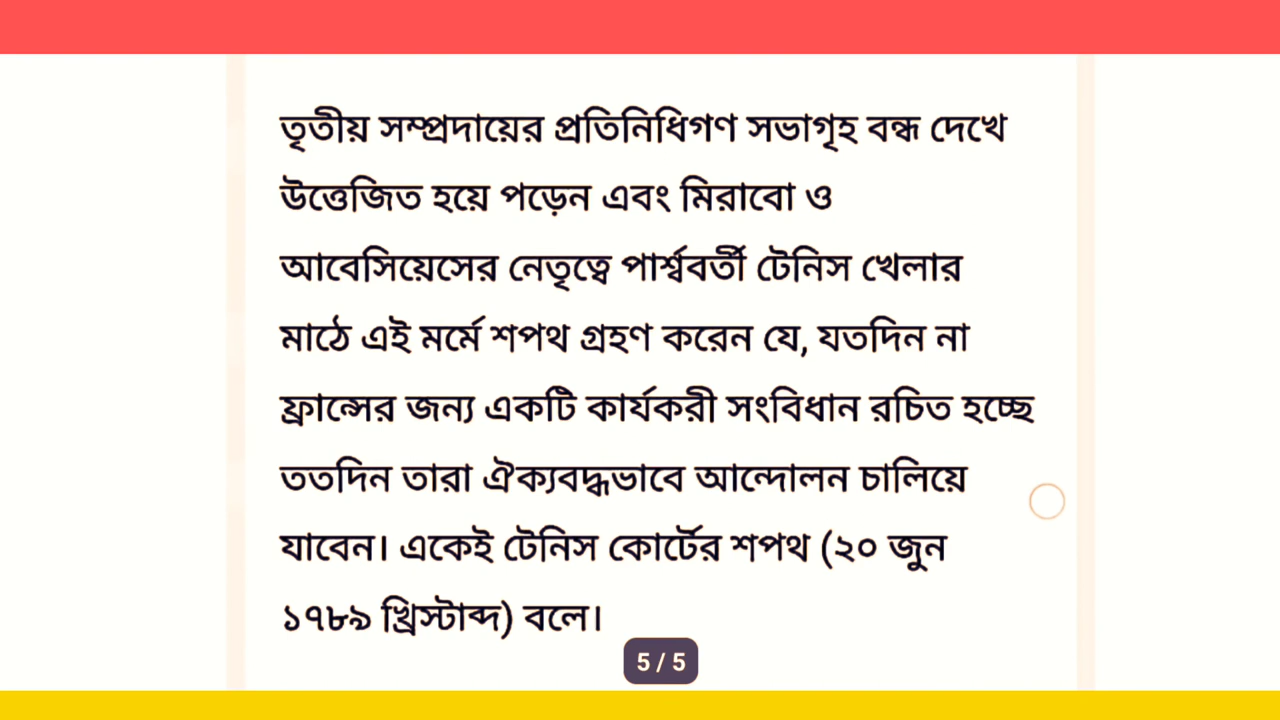 তৃতীয় সম্প্রদায়ের প্রতিনিধিগণ সভাগৃহ বন্ধ দেখে
উত্তেজিত হয়ে পড়েন এবং মিরাবো ও
আবেসিয়েসের নেতৃত্বে পার্শ্ববর্তী টেনিস খেলার
মাঠে এই মর্মে শপথ গ্রহণ করেন যে, যতদিন না
ফ্রান্সের জন্য একটি কার্যকরী সংবিধান রচিত হচ্ছে
ততদিন তারা ঐক্যবদ্ধভাবে আন্দোলন চালিয়ে
যাবেন। একেই টেনিস কোর্টের শপথ (২০ জুন
১৭৮৯ খ্রিস্টাব্দ) বলে।
5 / 5